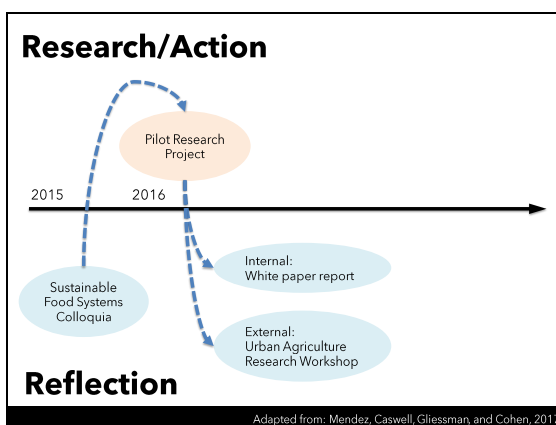 Research/Action
Pilot Research
Project
2015
2016
Sustainable
Food Systems
Colloquia
Internal:
White paper report
External:
Urban Agriculture
Research Workshop
Reflection
Adapted from: Mendez, Caswell, Gliessman, and Cohen,